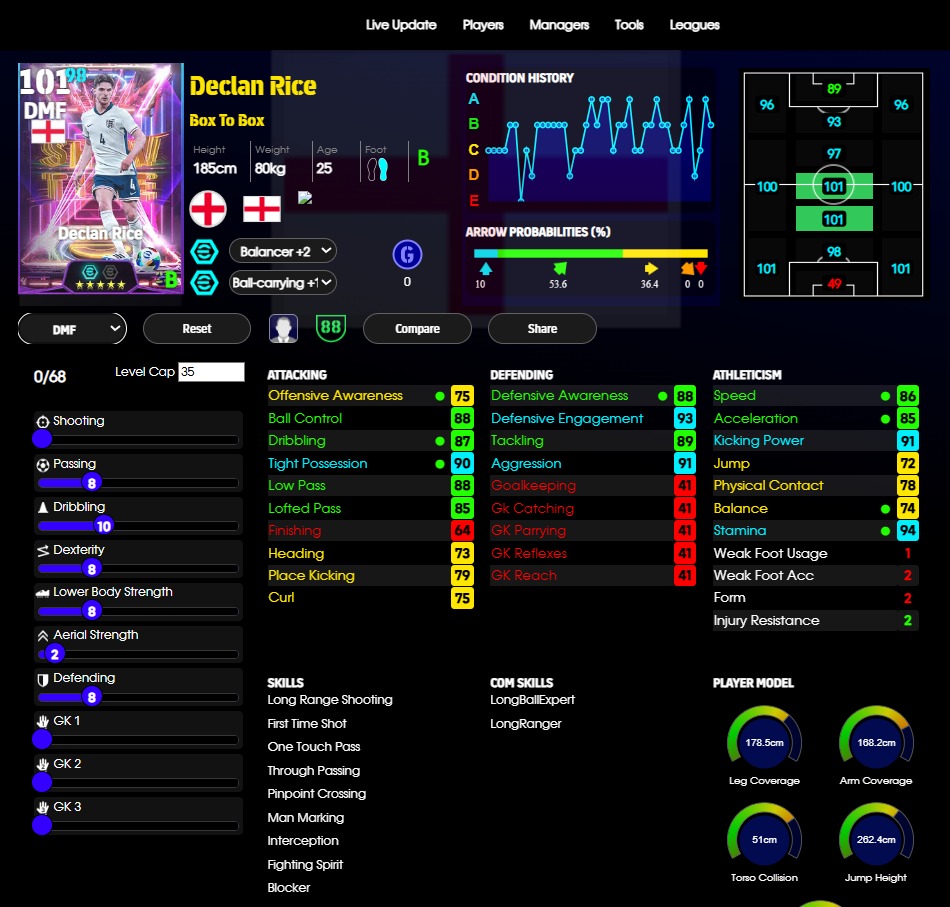 Live Update Players Managers Tools Leagues
101 98
DMF
Declan Rice
B
Declan Rice
Box To Box
Height Weight Age Foot
185cm 80kg 25 B
Balancer +2
Ball-carrying +1
G
0
CONDITION HISTORY
A
B
C
D
E
ARROW PROBABILITIES (%)
10 53.6 36.4 0 0
89
96 96
93
97
100 101 100
101
98
101 101
49
DMF Reset 88 Compare Share
0/68 Level Cap 35
Shooting
Passing
8
Dribbling
10
Dexterity
8
Lower Body Strength
8
Aerial Strength
2
Defending
8
GK 1
GK 2
GK 3
ATTACKING
Offensive Awareness 75
Ball Control 88
Dribbling 87
Tight Possession 90
Low Pass 88
Lofted Pass 85
Finishing 64
Heading 73
Place Kicking 79
Curl 75
DEFENDING
Defensive Awareness 88
Defensive Engagement 93
Tackling 89
Aggression 91
Goalkeeping 41
Gk Catching 41
GK Parrying 41
GK Reflexes 41
GK Reach 41
ATHLETICISM
Speed 86
Acceleration 85
Kicking Power 91
Jump 72
Physical Contact 78
Balance 74
Stamina 94
Weak Foot Usage 1
Weak Foot Acc 2
Form 2
Injury Resistance 2
SKILLS
Long Range Shooting
First Time Shot
One Touch Pass
Through Passing
Pinpoint Crossing
Man Marking
Interception
Fighting Spirit
Blocker
COM SKILLS
LongBallExpert
LongRanger
PLAYER MODEL
178.5cm 168.2cm
Leg Coverage Arm Coverage
51cm 262.4cm
Torso Collision Jump Height